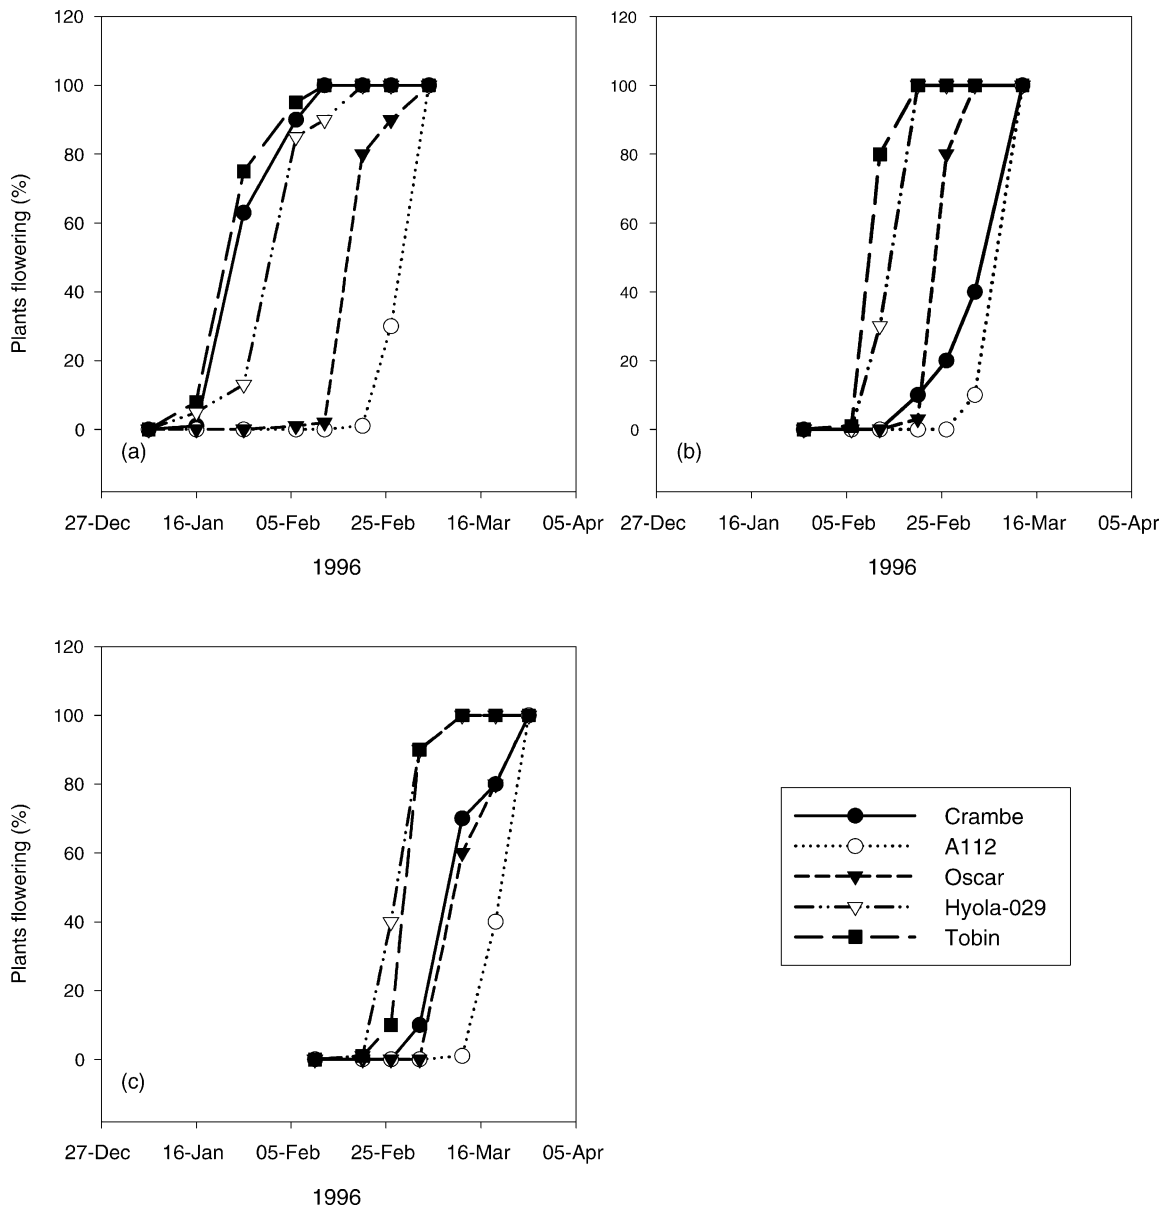 120
100
80
60
40
20
0
Plants flowering (%)
(a)
27-Dec 16-Jan 05-Feb 25-Feb 16-Mar 05-Apr
1996
120
100
80
60
40
20
0
(b)
27-Dec 16-Jan 05-Feb 25-Feb 16-Mar 05-Apr
1996
120
100
80
60
40
20
0
Plants flowering (%)
(c)
27-Dec 16-Jan 05-Feb 25-Feb 16-Mar 05-Apr
1996
Crambe
A112
Oscar
Hyola-029
Tobin